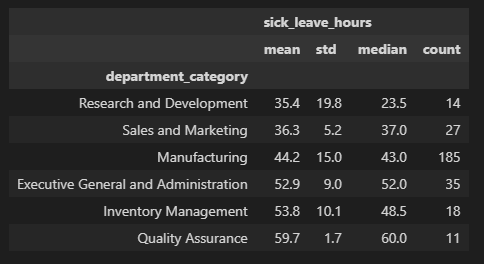 sick_leave_hours
mean std median count
department_category
Research and Development 35.4 19.8 23.5 14
Sales and Marketing 36.3 5.2 37.0 27
Manufacturing 44.2 15.0 43.0 185
Executive General and Administration 52.9 9.0 52.0 35
Inventory Management 53.8 10.1 48.5 18
Quality Assurance 59.7 1.7 60.0 11